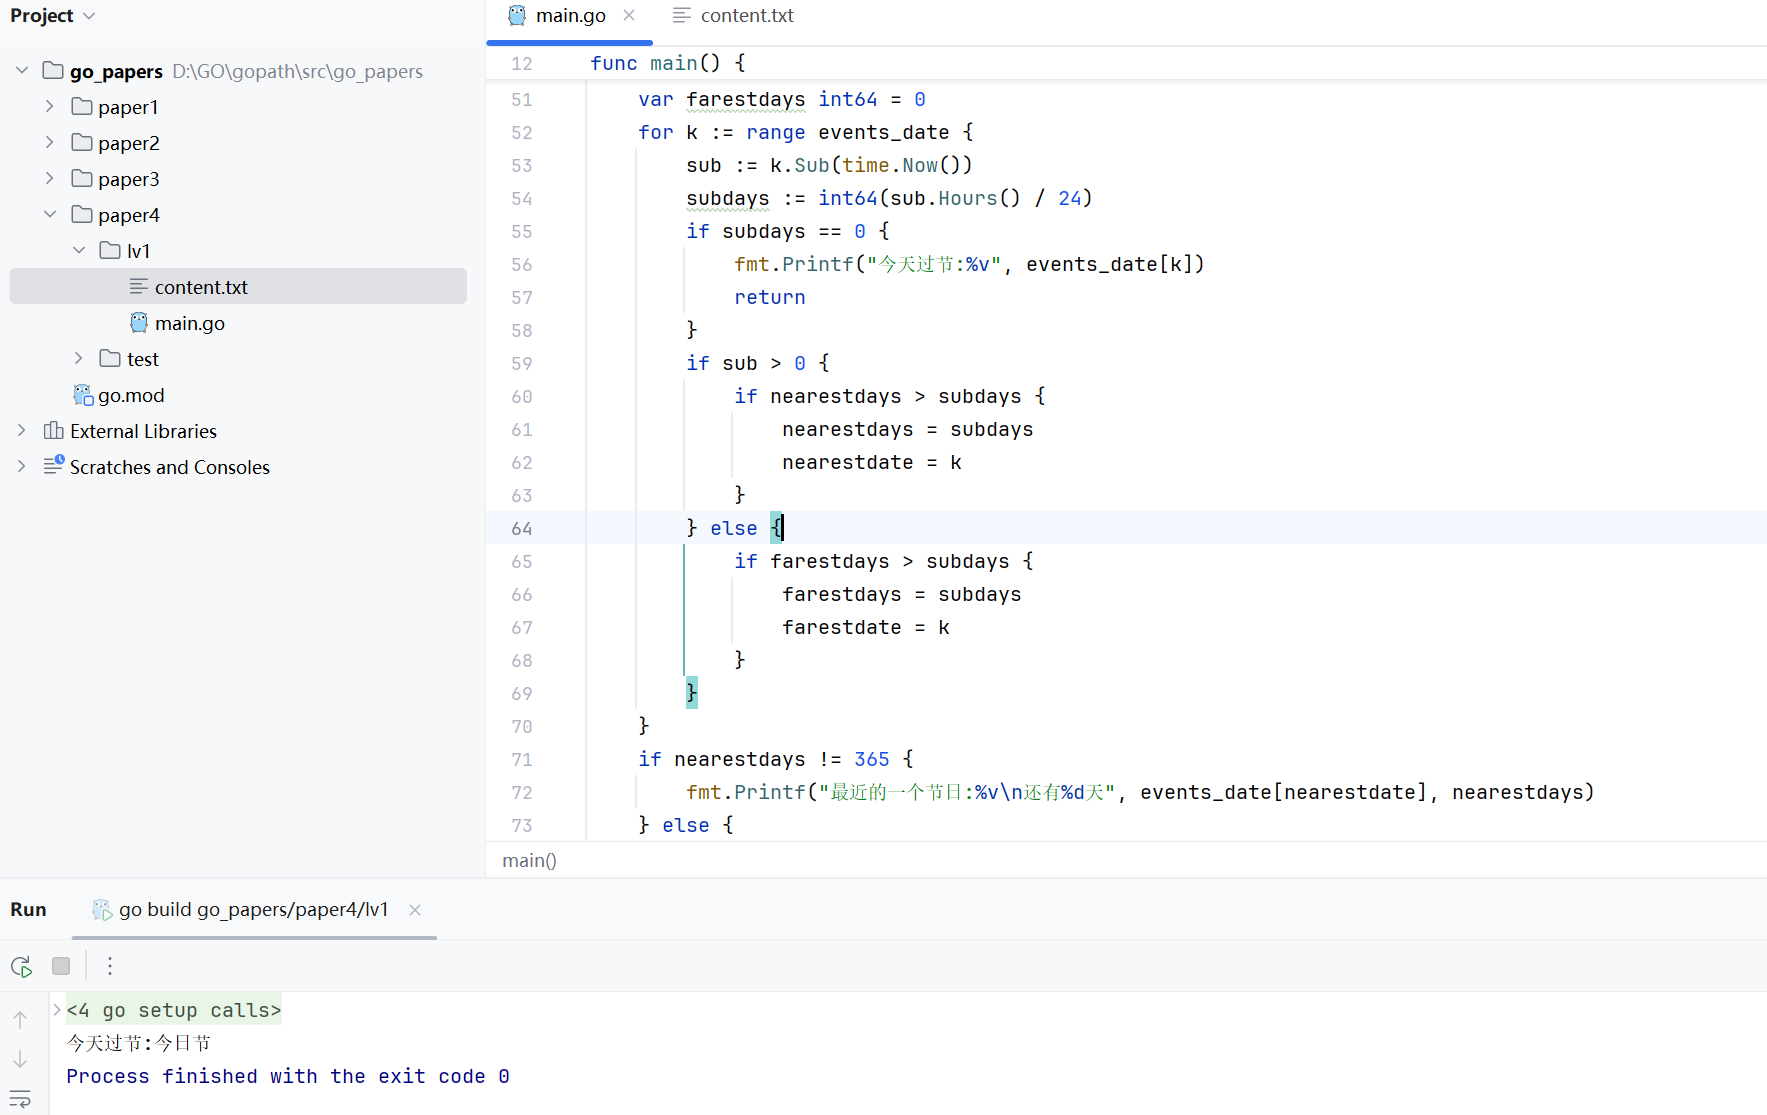 Project
go_papers D:\GO\gopath\src\go_papers
paper1
paper2
paper3
paper4
lv1
content.txt
main.go
test
go.mod
External Libraries
Scratches and Consoles
main.go
content.txt
12 func main() {
51 var farestdays int64 = 0
52 for k := range events_date {
53 sub := k.Sub(time.Now())
54 subdays := int64(sub.Hours() / 24)
55 if subdays == 0 {
56 fmt.Printf("今天过节:%v", events_date[k])
57 return
58 }
59 if sub > 0 {
60 if nearestdays > subdays {
61 nearestdays = subdays
62 nearestdate = k
63 }
64 } else {
65 if farestdays > subdays {
66 farestdays = subdays
67 farestdate = k
68 }
69 }
70 }
71 if nearestdays != 365 {
72 fmt.Printf("最近的一个节日:%v\n还有%d天", events_date[nearestdate], nearestdays)
73 } else {
main()
Run go build go_papers/paper4/lv1
<4 go setup calls>
今天过节:今日节
Process finished with the exit code 0